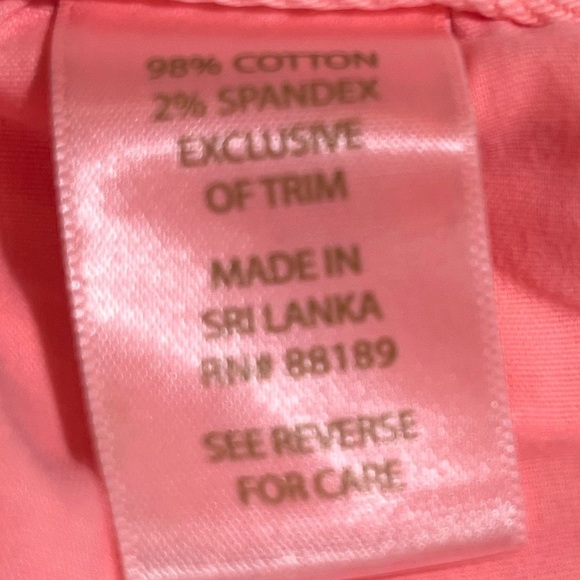 98% COTTON
2% SPANDEX
EXCLUSIVE
OF TRIM
MADE IN
SRI LANKA
RN# 88189
SEE REVERSE
FOR CARE